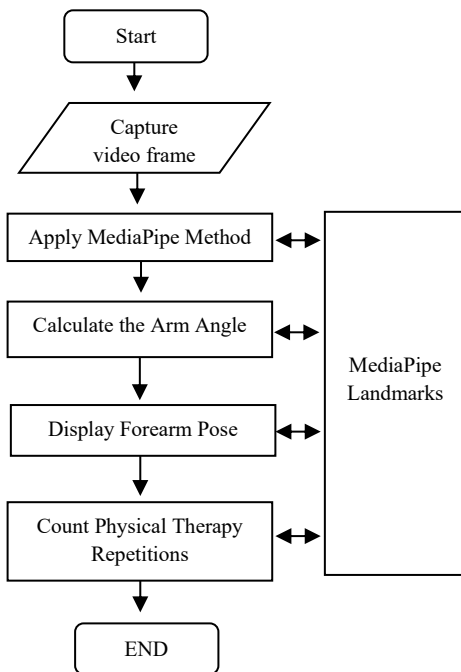 Start
Capture
video frame
Apply MediaPipe Method
Calculate the Arm Angle
MediaPipe
Landmarks
Display Forearm Pose
Count Physical Therapy
Repetitions
END